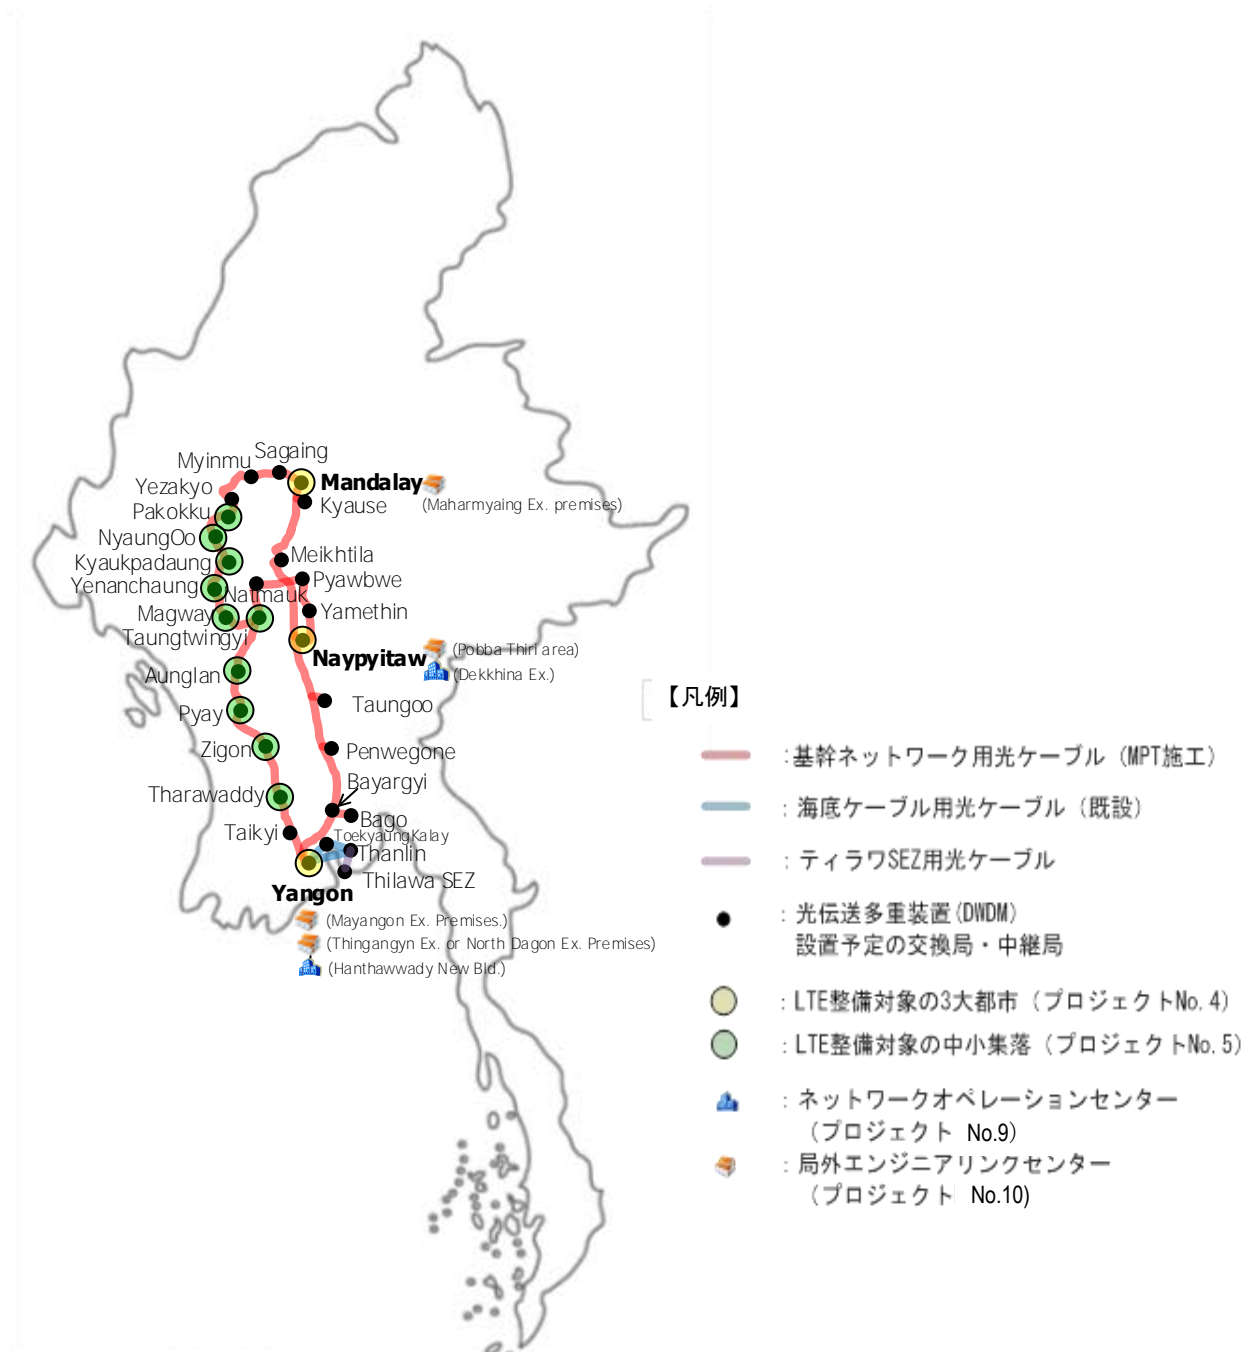 Sagaing
Myinmu
Mandalay
Yezakyo
Kyause
(Maharmyaing Ex. premises)
Pakokku
NyaungOo
Meikhtila
Kyaukpadaung
Pyawbwe
Yenanchaung
Natmauk
Magway
Yamethin
Taungtwingyi
Naypyitaw
(Pobba Thiri area)
(Dekkhina Ex.)
Aunglan
Taungoo
Pyay
Zigon
Penwegone
Bayargyi
Tharawaddy
Bago
Taikyi
ToekyaungKalay
Thanlin
Thilawa SEZ
Yangon
(Mayangon Ex. Premises.)
(Thingangyn Ex. or North Dagon Ex. Premises)
(Hanthawwady New Bld.)
【凡例】
:基幹ネットワーク用光ケーブル (MPT施工)
:海底ケーブル用光ケーブル (既設)
:ティラワSEZ用光ケーブル
:光伝送多重装置(DWDM)
設置予定の交換局・中継局
:LTE整備対象の3大都市 (プロジェクトNo.4)
:LTE整備対象の中小集落 (プロジェクトNo.5)
:ネットワークオペレーションセンター
(プロジェクト No.9)
:局外エンジニアリングセンター
(プロジェクト No.10)